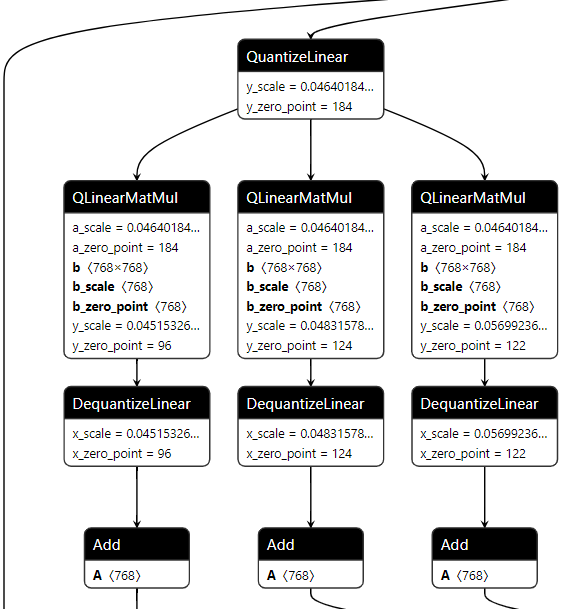 QuantizeLinear
y_scale = 0.04640184...
y_zero_point = 184
QLinearMatMul
a_scale = 0.04640184...
a_zero_point = 184
b 〈768×768〉
b_scale 〈768〉
b_zero_point 〈768〉
y_scale = 0.04515326...
y_zero_point = 96
QLinearMatMul
a_scale = 0.04640184...
a_zero_point = 184
b 〈768×768〉
b_scale 〈768〉
b_zero_point 〈768〉
y_scale = 0.04831578...
y_zero_point = 124
QLinearMatMul
a_scale = 0.04640184...
a_zero_point = 184
b 〈768×768〉
b_scale 〈768〉
b_zero_point 〈768〉
y_scale = 0.05699236...
y_zero_point = 122
DequantizeLinear
x_scale = 0.04515326...
x_zero_point = 96
DequantizeLinear
x_scale = 0.04831578...
x_zero_point = 124
DequantizeLinear
x_scale = 0.05699236...
x_zero_point = 122
Add
A 〈768〉
Add
A 〈768〉
Add
A 〈768〉